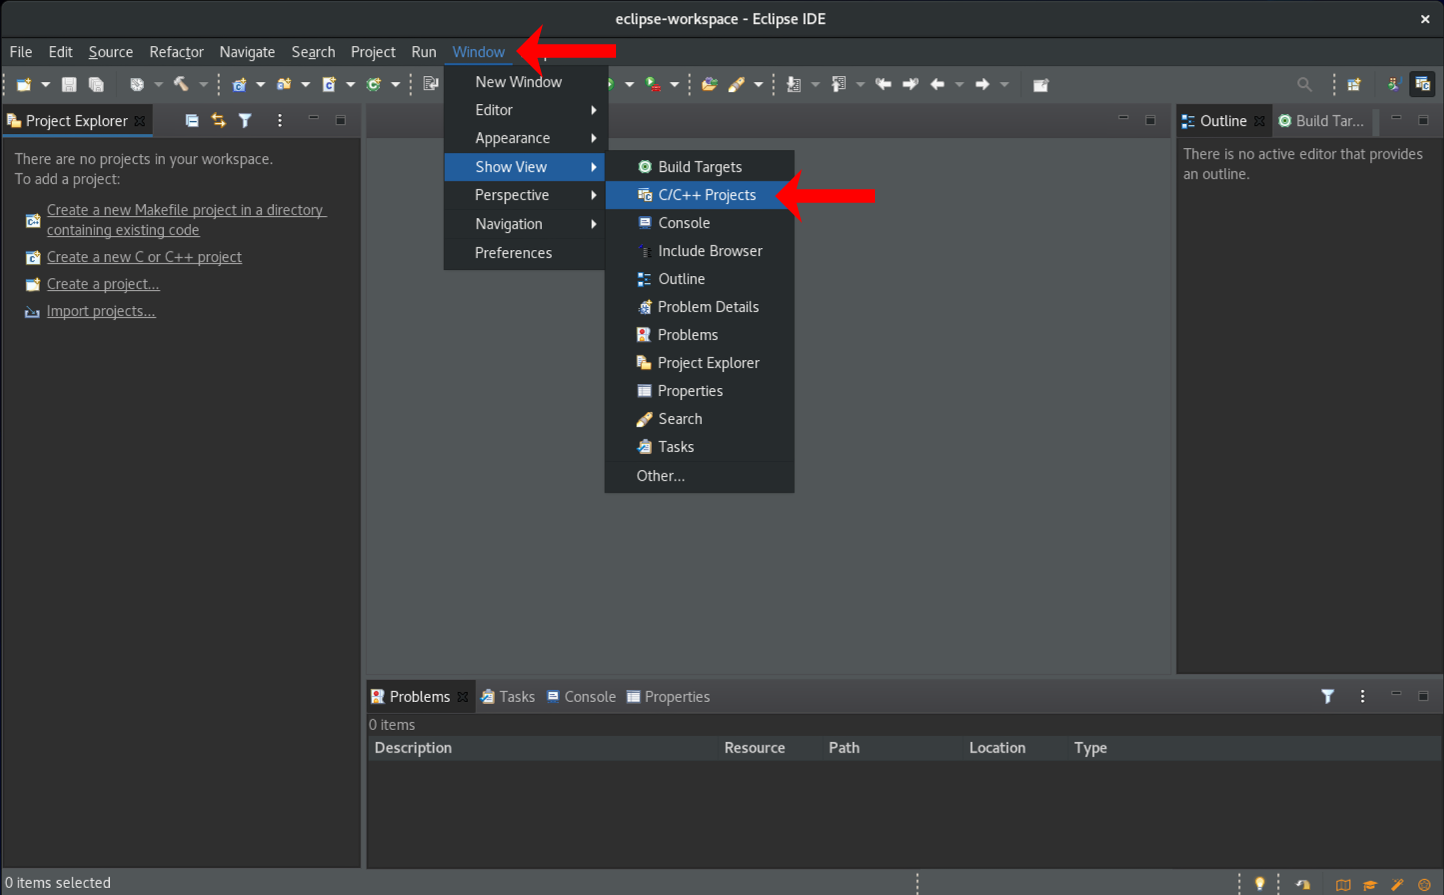 eclipse-workspace - Eclipse IDE
File Edit Source Refactor Navigate Search Project Run Window
New Window
Editor
Appearance
Show View
Perspective
Navigation
Preferences
Build Targets
C/C++ Projects
Console
Include Browser
Outline
Problem Details
Problems
Project Explorer
Properties
Search
Tasks
Other...
Project Explorer
There are no projects in your workspace.
To add a project:
Create a new Makefile project in a directory
containing existing code
Create a new C or C++ project
Create a project...
Import projects...
Outline Build Tar...
There is no active editor that provides
an outline.
Problems Tasks Console Properties
0 items
Description Resource Path Location Type
0 items selected